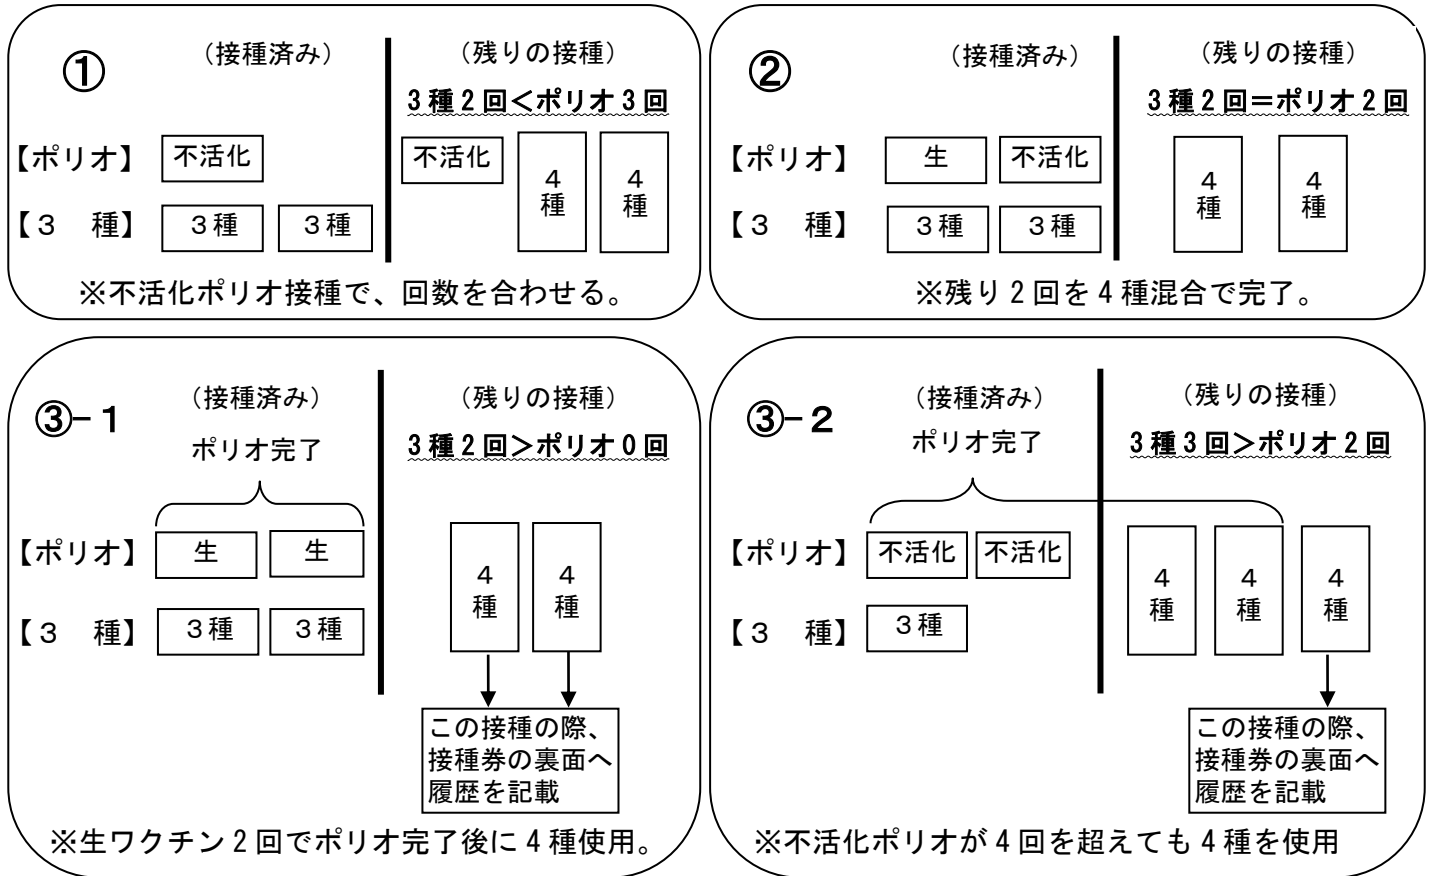 ①
（接種済み）
（残りの接種）
３種２回＜ポリオ３回
【ポリオ】
不活化
不活化
４種
４種
【３　種】
３種
３種
※不活化ポリオ接種で、回数を合わせる。
②
（接種済み）
（残りの接種）
３種２回＝ポリオ２回
【ポリオ】
生
不活化
４種
４種
【３　種】
３種
３種
※残り２回を４種混合で完了。
③-１
（接種済み）
ポリオ完了
（残りの接種）
３種２回＞ポリオ０回
【ポリオ】
生
生
４種
４種
【３　種】
３種
３種
この接種の際、
接種券の裏面へ
履歴を記載
※生ワクチン２回でポリオ完了後に４種使用。
③-２
（接種済み）
ポリオ完了
（残りの接種）
３種３回＞ポリオ２回
【ポリオ】
不活化
不活化
４種
４種
４種
【３　種】
３種
この接種の際、
接種券の裏面へ
履歴を記載
※不活化ポリオが４回を超えても４種を使用